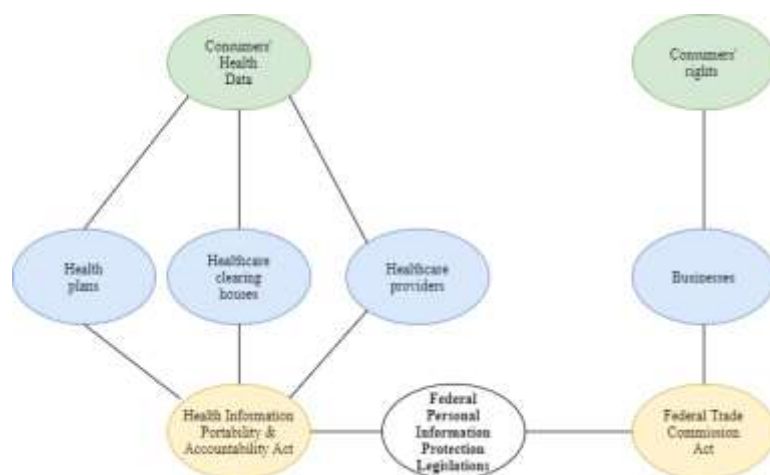 Consumers'
Health
Data
Consumers'
rights
Health
plans
Healthcare
clearing
houses
Healthcare
providers
Businesses
Health Information
Portability &
Accountability Act
Federal
Personal
Information
Protection
Legislations
Federal Trade
Commission
Act